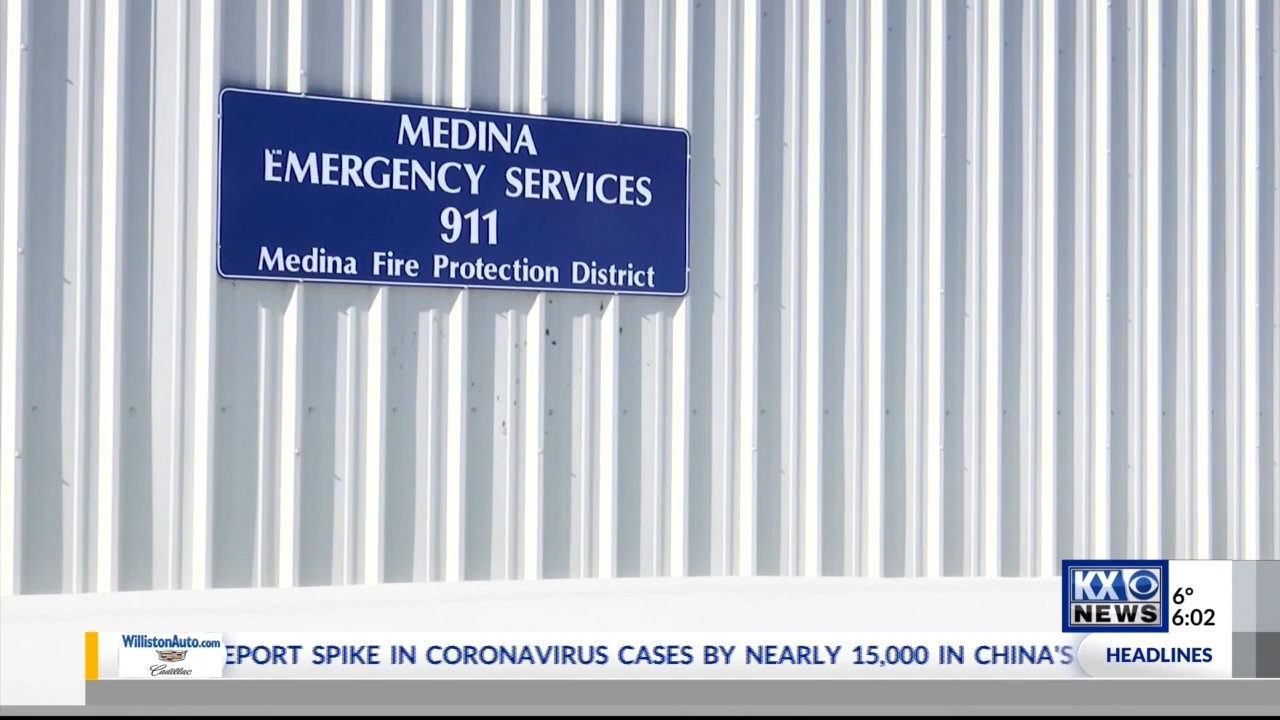 MEDINA
EMERGENCY SERVICES
911
Medina Fire Protection District
KX
NEWS
6°
6:02
WillistonAuto.com
Cadillac
EPORT SPIKE IN CORONAVIRUS CASES BY NEARLY 15,000 IN CHINA'S
HEADLINES